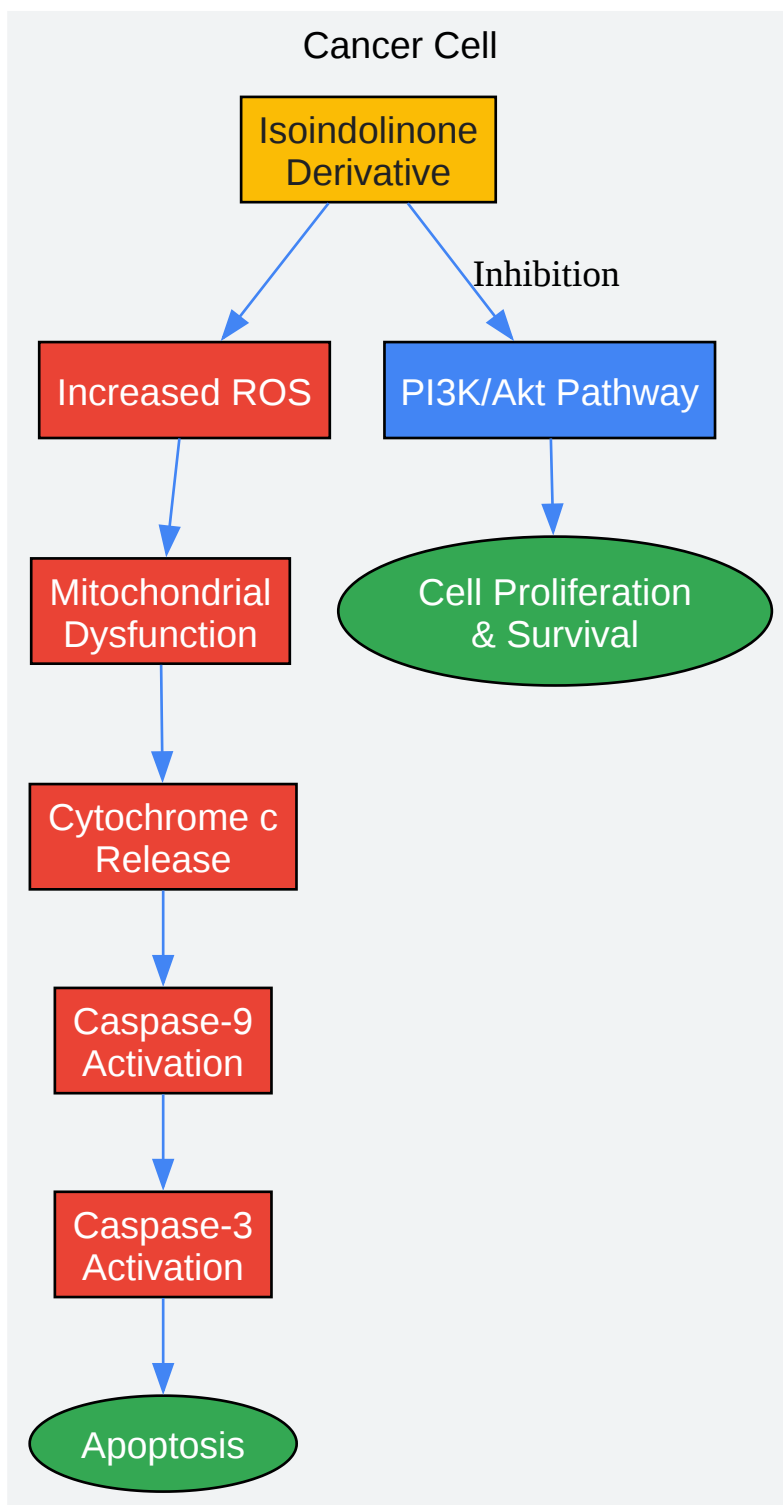 Cancer Cell
Isoindolinone
Derivative
Inhibition
Increased ROS
PI3K/Akt Pathway
Mitochondrial
Dysfunction
Cell Proliferation
& Survival
Cytochrome c
Release
Caspase-9
Activation
Caspase-3
Activation
Apoptosis